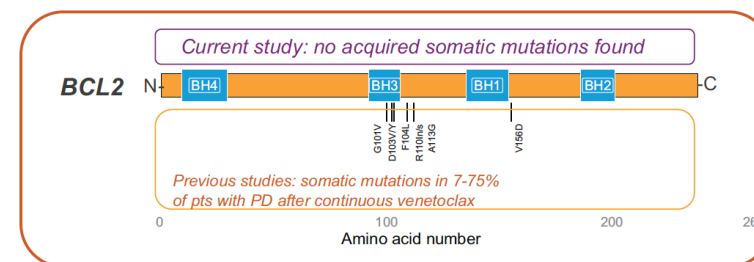 Current study: no acquired somatic mutations found
BCL2 N- BH4 BH3 BH1 BH2 -C
G101V
D103V/Y
F104L
R110Ins
A113G
V156D
Previous studies: somatic mutations in 7-75%
of pts with PD after continuous venetoclax
0 100 200 26
Amino acid number